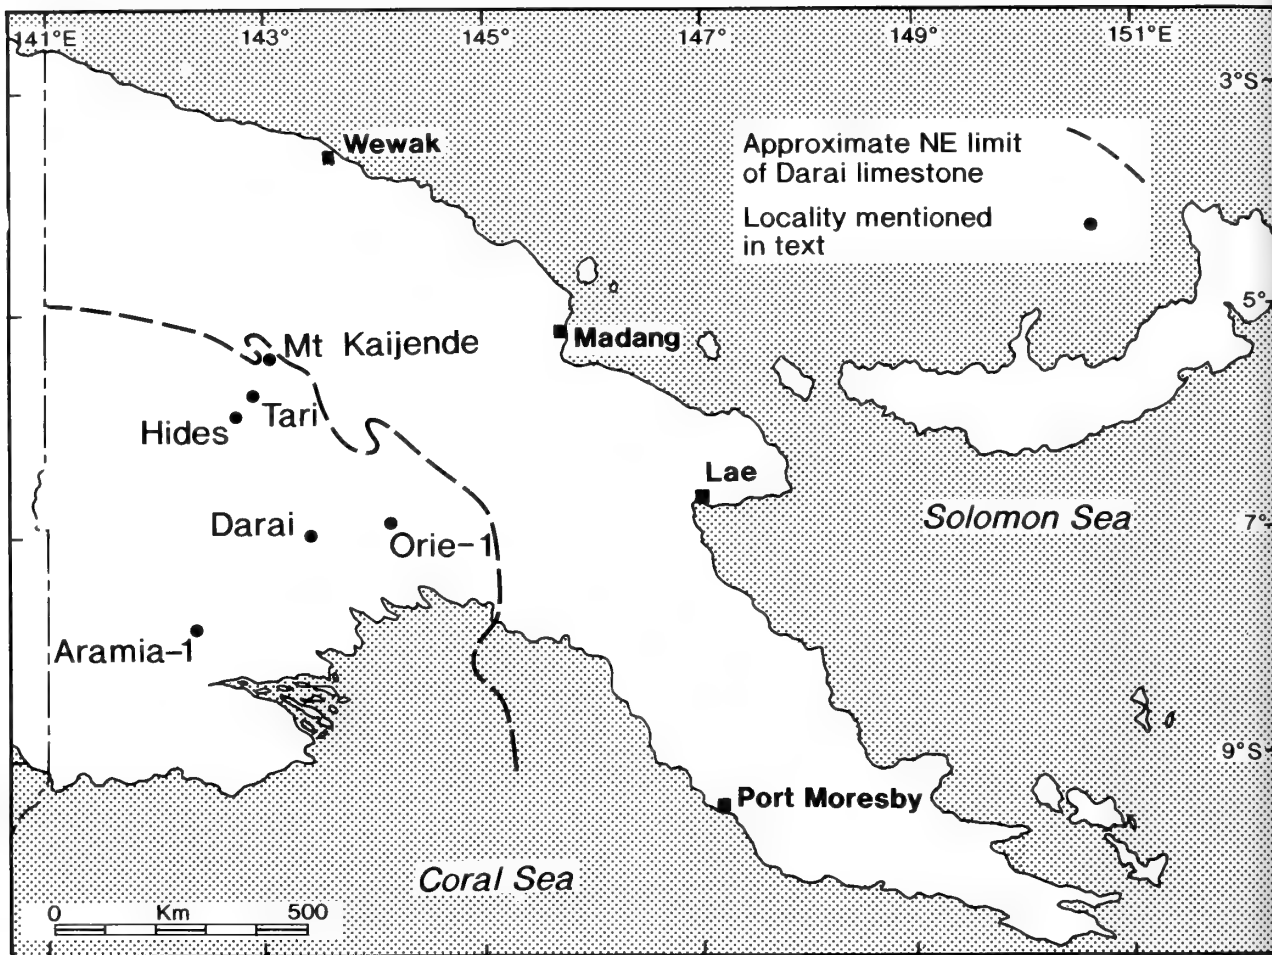 141°E
143°
145°
147°
149°
151°E
3°S
Wewak
Approximate NE limit
of Darai limestone
Locality mentioned
in text
5°
Mt Kaijende
Madang
Tari
Hides
Lae
Darai
Orie-1
Solomon Sea
7°
Aramia-1
9°S
Port Moresby
Coral Sea
0 Km 500